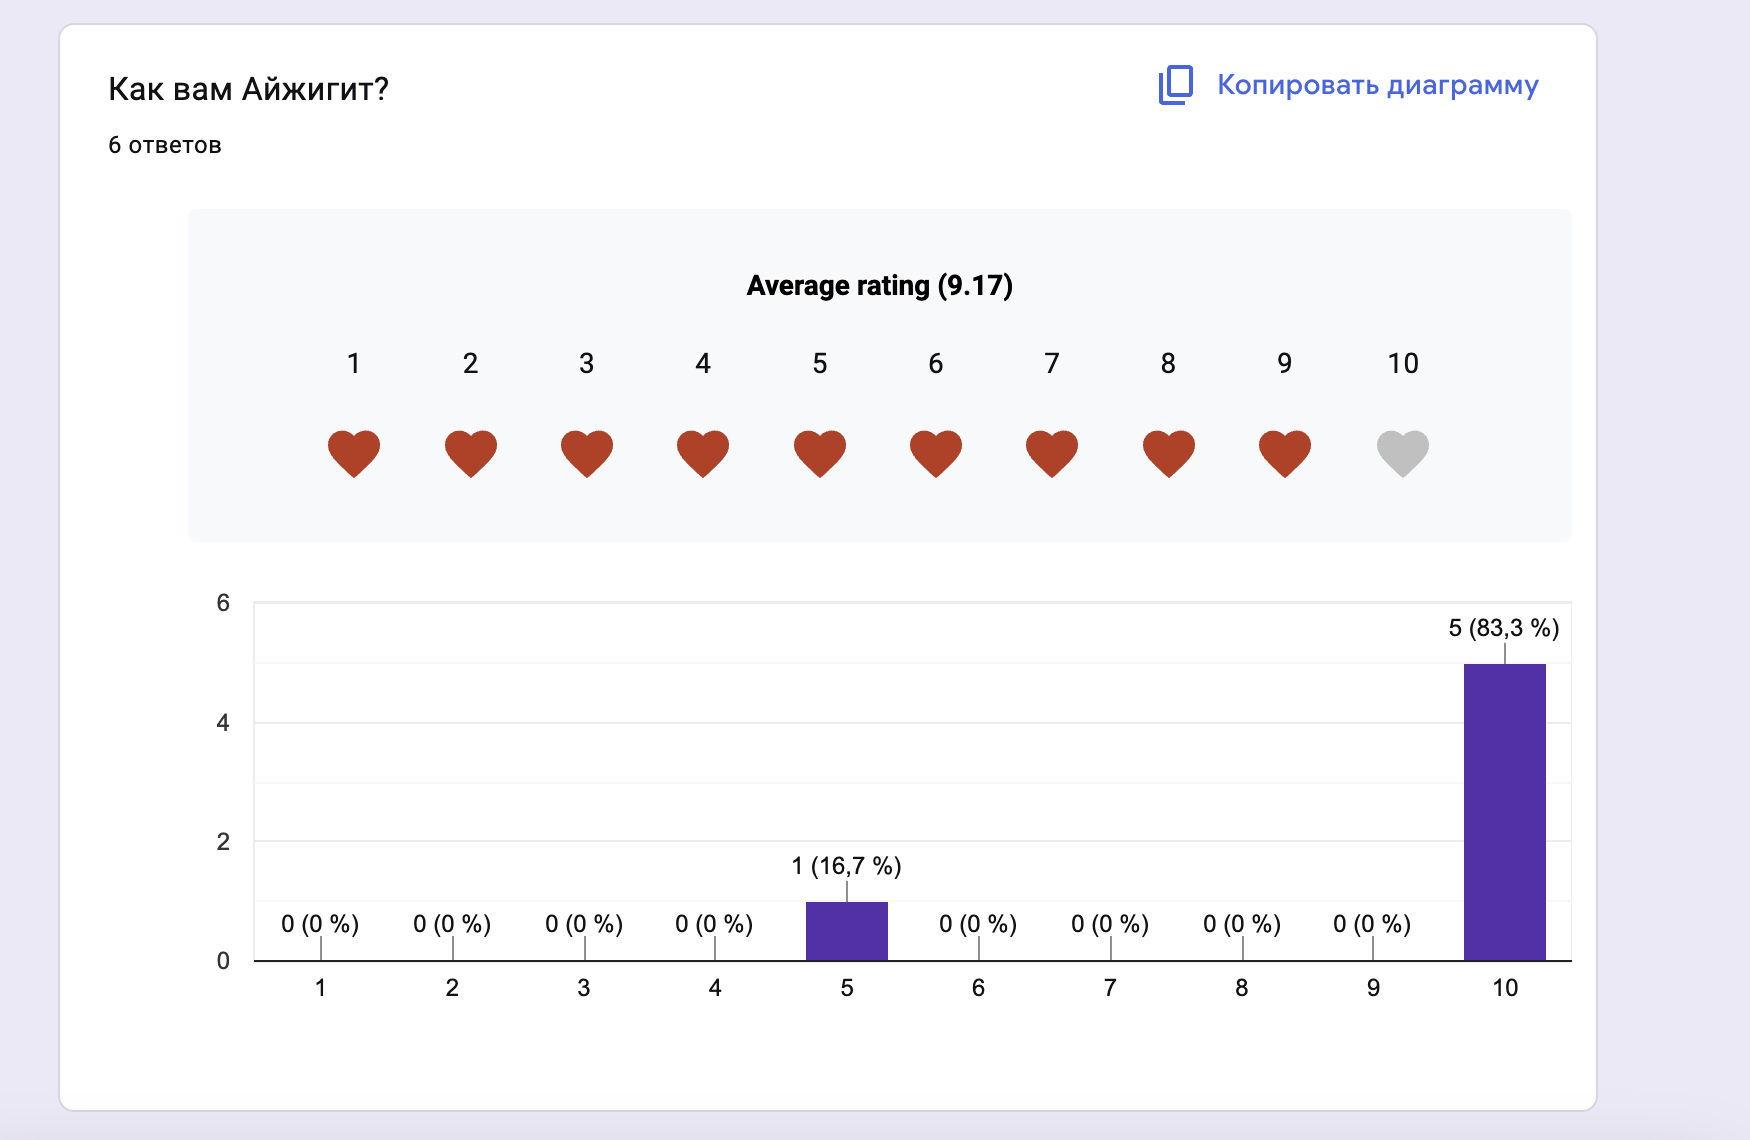 Как вам Айжигит?
Копировать диаграмму
6 ответов
Average rating (9.17)
1 2 3 4 5 6 7 8 9 10
6
5 (83,3 %)
4
2
1 (16,7 %)
0 (0 %) 0 (0 %) 0 (0 %) 0 (0 %) 0 (0 %) 0 (0 %) 0 (0 %) 0 (0 %)
0
1 2 3 4 5 6 7 8 9 10